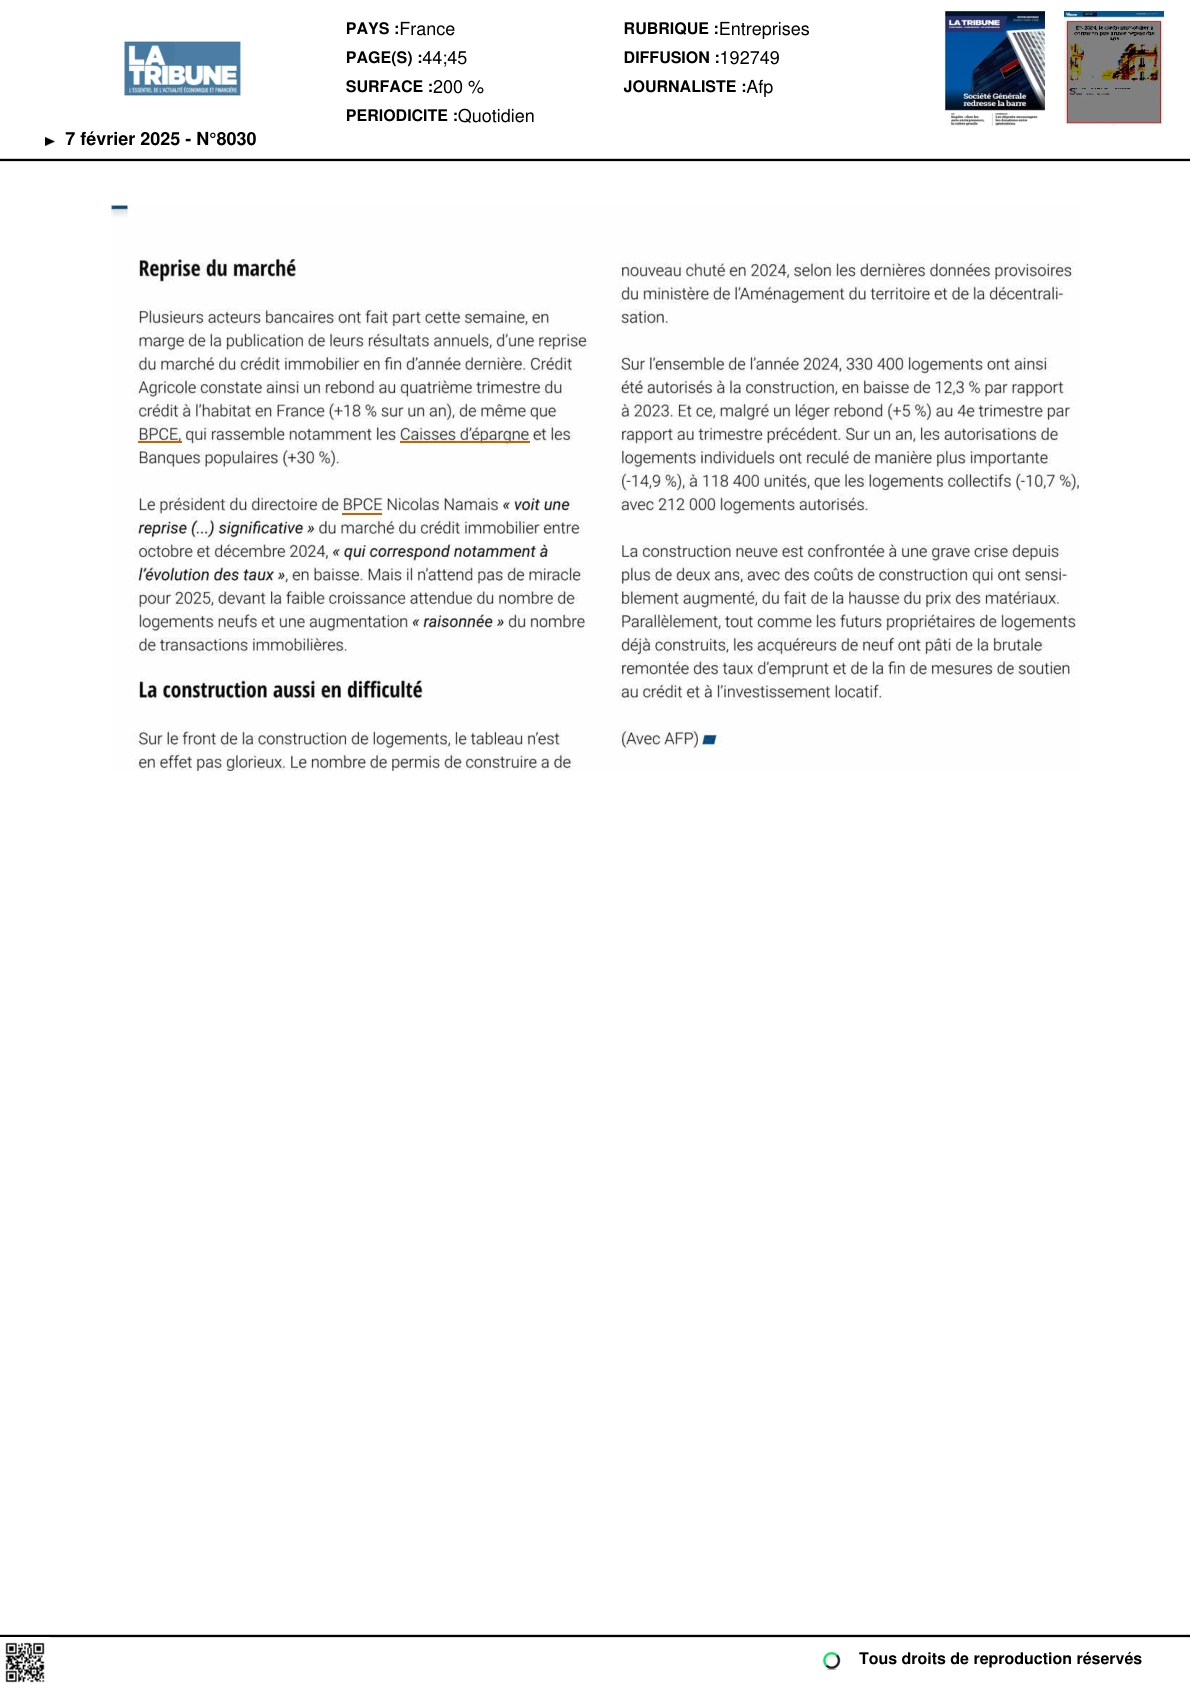 LA
TRIBUNE
L'ESSENTIEL DE L'ACTUALITÉ ÉCONOMIQUE ET FINANCIÈRE
► 7 février 2025 - N°8030
PAYS :France
PAGE(S) :44;45
SURFACE :200 %
PERIODICITE :Quotidien
RUBRIQUE :Entreprises
DIFFUSION :192749
JOURNALISTE :Afp
LA TRIBUNE
Société Générale
redresse la barre
Reprise du marché
Plusieurs acteurs bancaires ont fait part cette semaine, en
marge de la publication de leurs résultats annuels, d'une reprise
du marché du crédit immobilier en fin d'année dernière. Crédit
Agricole constate ainsi un rebond au quatrième trimestre du
crédit à l'habitat en France (+18 % sur un an), de même que
BPCE, qui rassemble notamment les Caisses d'épargne et les
Banques populaires (+30 %).
Le président du directoire de BPCE Nicolas Namais « voit une
reprise (...) significative » du marché du crédit immobilier entre
octobre et décembre 2024, « qui correspond notamment à
l'évolution des taux », en baisse. Mais il n'attend pas de miracle
pour 2025, devant la faible croissance attendue du nombre de
logements neufs et une augmentation « raisonnée » du nombre
de transactions immobilières.
La construction aussi en difficulté
Sur le front de la construction de logements, le tableau n'est
en effet pas glorieux. Le nombre de permis de construire a de
nouveau chuté en 2024, selon les dernières données provisoires
du ministère de l'Aménagement du territoire et de la décentrali-
sation.
Sur l'ensemble de l'année 2024, 330 400 logements ont ainsi
été autorisés à la construction, en baisse de 12,3 % par rapport
à 2023. Et ce, malgré un léger rebond (+5 %) au 4e trimestre par
rapport au trimestre précédent. Sur un an, les autorisations de
logements individuels ont reculé de manière plus importante
(-14,9 %), à 118 400 unités, que les logements collectifs (-10,7 %),
avec 212 000 logements autorisés.
La construction neuve est confrontée à une grave crise depuis
plus de deux ans, avec des coûts de construction qui ont sensi-
blement augmenté, du fait de la hausse du prix des matériaux.
Parallèlement, tout comme les futurs propriétaires de logements
déjà construits, les acquéreurs de neuf ont pâti de la brutale
remontée des taux d'emprunt et de la fin de mesures de soutien
au crédit et à l'investissement locatif.
(Avec AFP)
Tous droits de reproduction réservés